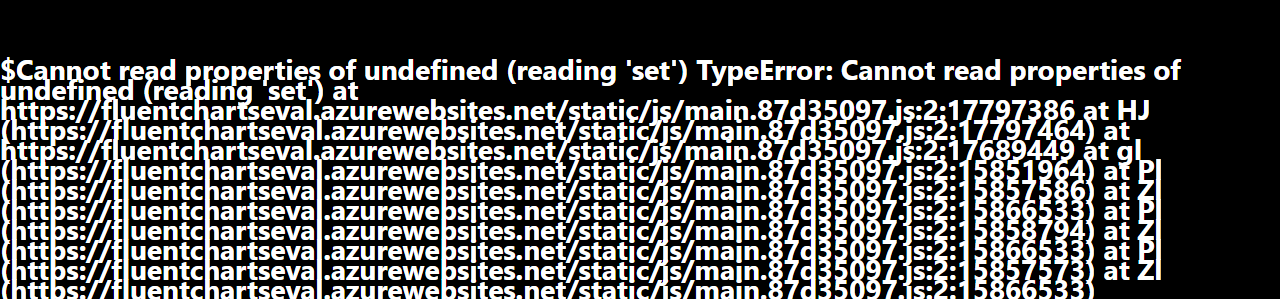 $Cannot read properties of undefined (reading 'set') TypeError: Cannot read properties of
undefined (reading 'set') at
https://fluentchartseval.azurewebsites.net/static/js/main.87d35097.js:2:17797386 at HJ
(https://fluentchartseval.azurewebsites.net/static/js/main.87d35097.js:2:17797464) at
https://fluentchartseval.azurewebsites.net/static/js/main.87d35097.js:2:17689449 at gl
(https://fluentchartseval.azurewebsites.net/static/js/main.87d35097.js:2:15851964) at Pl
(https://fluentchartseval.azurewebsites.net/static/js/main.87d35097.js:2:15857586) at Zl
(https://fluentchartseval.azurewebsites.net/static/js/main.87d35097.js:2:15866533) at Pl
(https://fluentchartseval.azurewebsites.net/static/js/main.87d35097.js:2:15858794) at Zl
(https://fluentchartseval.azurewebsites.net/static/js/main.87d35097.js:2:15866533) at Pl
(https://fluentchartseval.azurewebsites.net/static/js/main.87d35097.js:2:15857573) at Zl
(https://fluentchartseval.azurewebsites.net/static/js/main.87d35097.js:2:15866533)